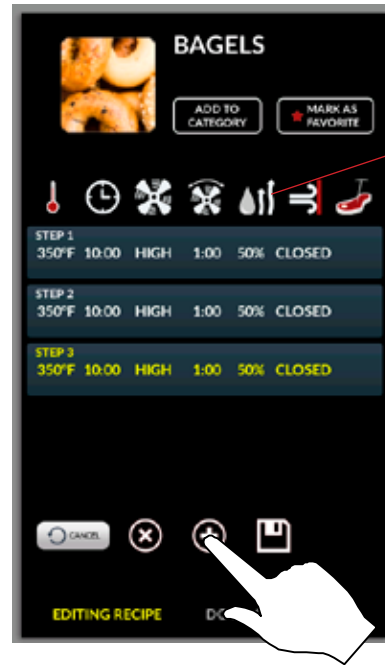 BAGELS
ADD TO
CATEGORY
MARK AS
FAVORITE
STEP 1
350°F 10:00 HIGH 1:00 50% CLOSED
STEP 2
350°F 10:00 HIGH 1:00 50% CLOSED
STEP 3
350°F 10:00 HIGH 1:00 50% CLOSED
CANCEL
EDITING RECIPE